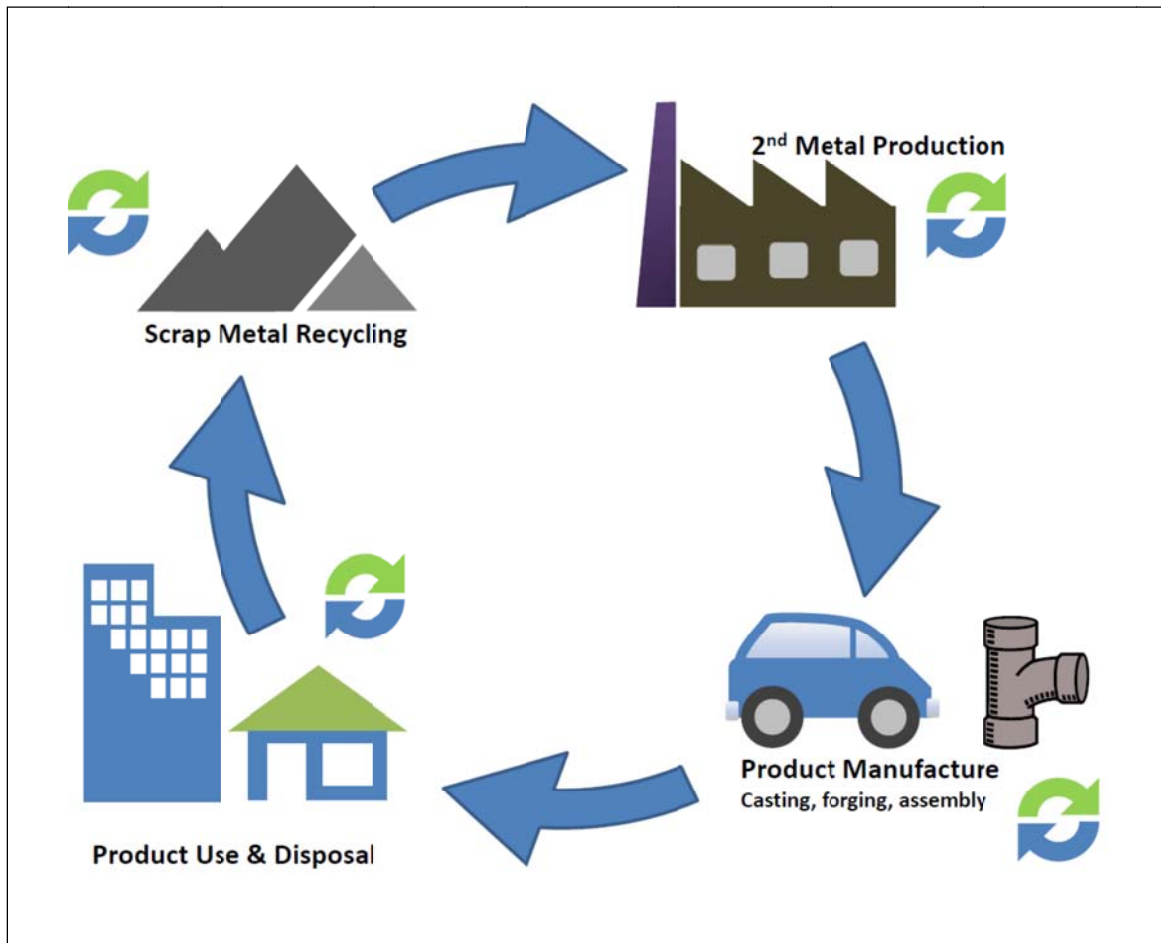 2nd Metal Production
Scrap Metal Recycling
Product Manufacture
Casting, forging, assembly
Product Use & Disposal